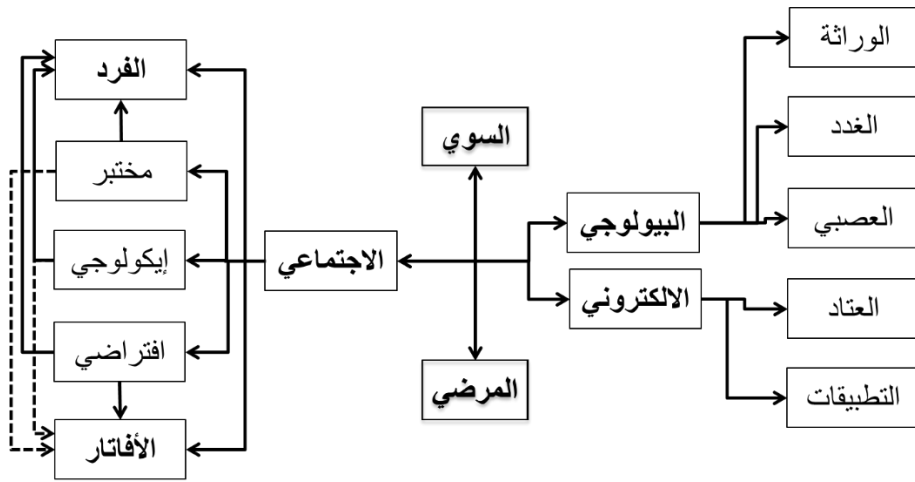 الوراثة
الفرد
الغدد
السوي
مختبر
العصبي
البيولوجي
الاجتماعي
إيكولوجي
الالكتروني
العتاد
افتراضي
المرضي
التطبيقات
الأفاتار